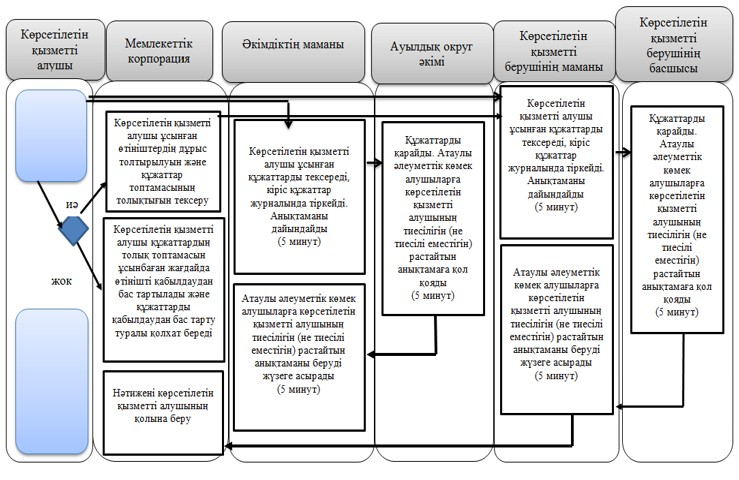 Көрсетілетін
қызметті
алушы
Мемлекеттік
корпорация
Әкімдіктің маманы
Ауылдық округ
әкімі
Көрсетілетін
қызметті
берушінің маманы
Көрсетілетін
қызметті
берушінің
басшысы
иә
жок
Көрсетілетін қызметті
алушы ұсынған
өтініштердің дұрыс
толтырылуын және
құжаттар
топтамасының
толықтығын тексеру
Көрсетілетін қызметті
алушы құжаттардың
толық топтамасын
ұсынбаған жағдайда
өтінішті қабылдаудан
бас тартылады және
құжаттарды
қабылдаудан бас тарту
туралы қолхат береді
Нәтижені көрсетілетін
қызметті алушының
қолына беру
Көрсетілетін қызметті
алушы ұсынған
құжаттарды тексереді,
кіріс құжаттар
журналында тіркейді.
Анықтаманы
дайындайды
(5 минут)
Атаулы әлеуметтік көмек
алушыларға көрсетілетін
қызметті алушының
тиесілігін (не тиесілі
еместігін) растайтын
анықтаманы беруді
жүзеге асырады
(5 минут)
Құжаттарды
қарайды. Атаулы
әлеуметтік көмек
алушыларға
көрсетілетін
қызметті
алушының
тиесілігін (не
тиесілі еместігін)
растайтын
анықтамаға қол
қояды
(5 минут)
Көрсетілетін қызметті
алушы ұсынған
құжаттарды
тексереді, кіріс
құжаттар
журналында тіркейді.
Анықтаманы
дайындайды
(5 минут)
Атаулы әлеуметтік
көмек алушыларға
көрсетілетін қызметті
алушының тиесілігін
(не тиесілі еместігін)
растайтын
анықтаманы беруді
жүзеге асырады
(5 минут)
Құжаттарды
қарайды.
Атаулы
әлеуметтік
көмек
алушыларға
көрсетілетін
қызметті
алушының
тиесілігін (не
тиесілі
еместігін)
растайтын
анықтамаға қол
қояды
(5 минут)